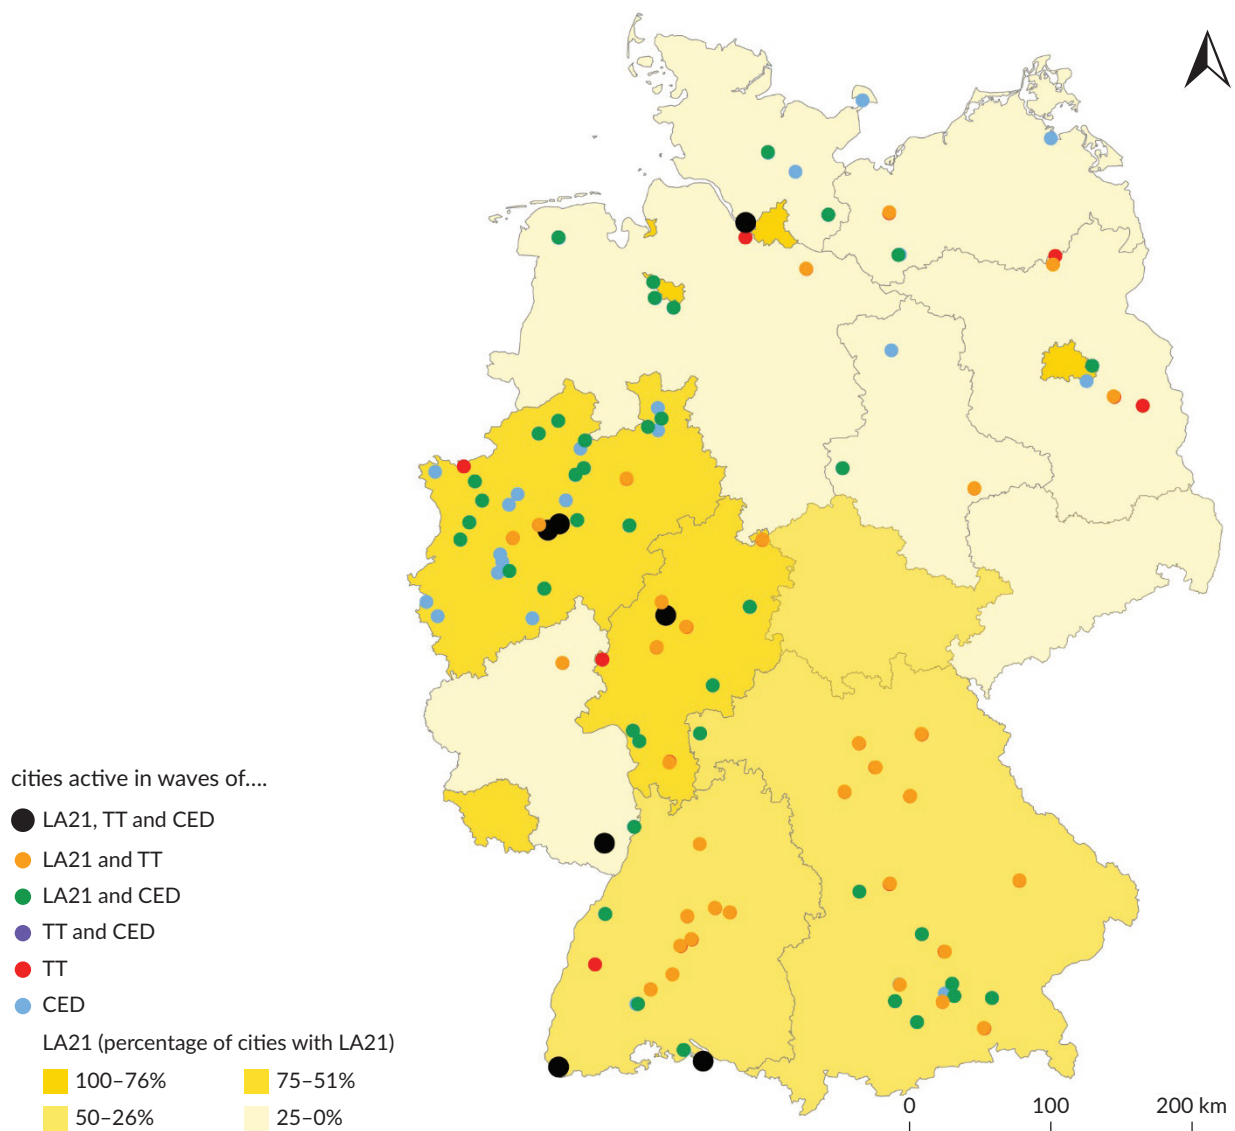 cities active in waves of....
LA21, TT and CED
LA21 and TT
LA21 and CED
TT and CED
TT
CED
LA21 (percentage of cities with LA21)
100–76% 75–51%
50–26% 25–0%
0 100 200 km